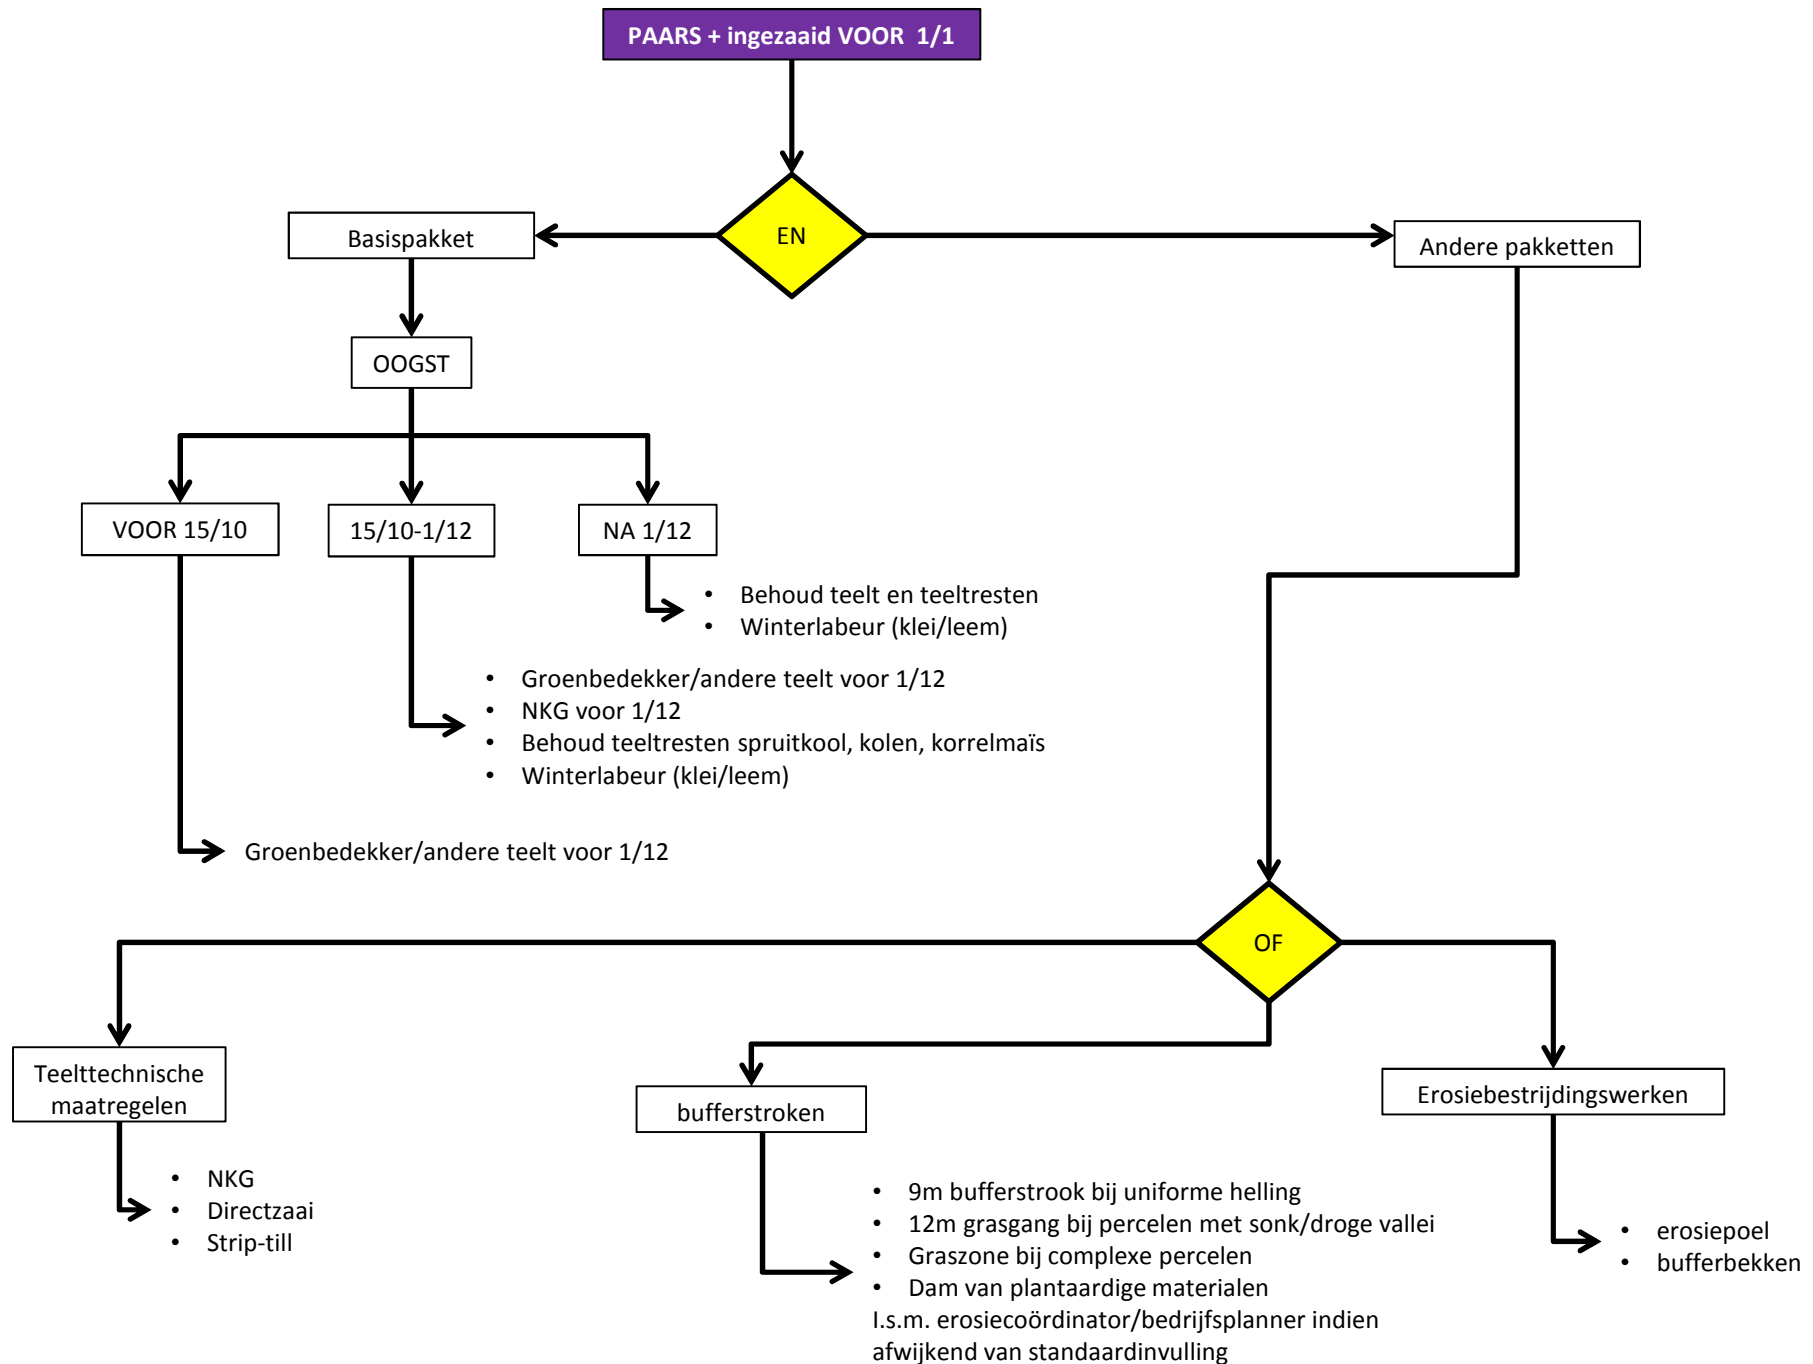 PAARS + ingezaaid VOOR 1/1
EN
Basispakket
Andere pakketten
OOGST
VOOR 15/10
15/10-1/12
NA 1/12
• Behoud teelt en teeltresten
• Winterlabeur (klei/leem)
• Groenbedekker/andere teelt voor 1/12
• NKG voor 1/12
• Behoud teeltresten spruitkool, kolen, korrelmaïs
• Winterlabeur (klei/leem)
Groenbedekker/andere teelt voor 1/12
OF
Teelttechnische
maatregelen
bufferstroken
Erosiebestrijdingswerken
• NKG
• Directzaai
• Strip-till
• 9m bufferstrook bij uniforme helling
• 12m grasgang bij percelen met sonk/droge vallei
• Graszone bij complexe percelen
• Dam van plantaardige materialen
I.s.m. erosiecoördinator/bedrijfsplanner indien
afwijkend van standaardinvulling
• erosiepoel
• bufferbekken